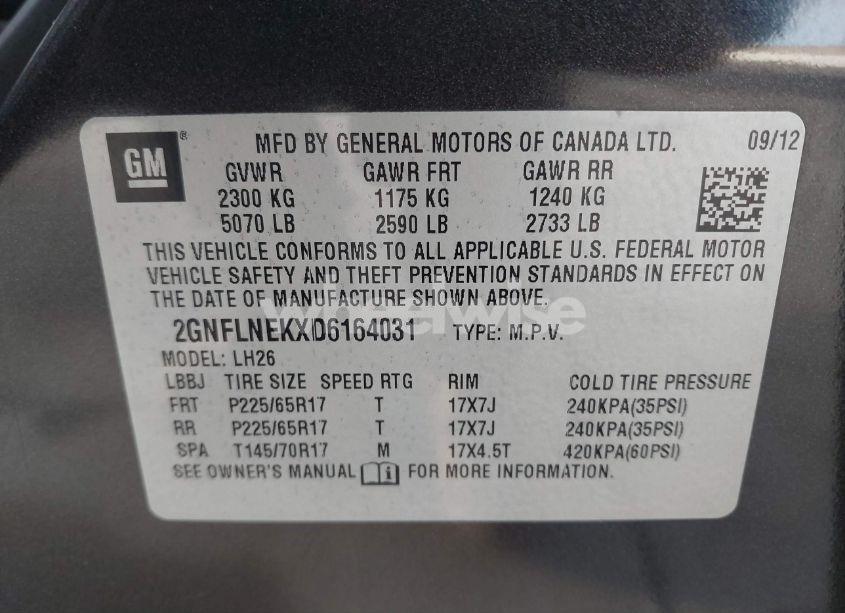 GM ® MFD BY GENERAL MOTORS OF CANADA LTD. 09/12
GVWR GAWR FRT GAWR RR
2300 KG 1175 KG 1240 KG
5070 LB 2590 LB 2733 LB
THIS VEHICLE CONFORMS TO ALL APPLICABLE U.S. FEDERAL MOTOR
VEHICLE SAFETY AND THEFT PREVENTION STANDARDS IN EFFECT ON
THE DATE OF MANUFACTURE SHOWN ABOVE.
wheelwise
2GNFLNEKXD6164031 TYPE: M.P.V.
MODEL: LH26
LBBJ TIRE SIZE SPEED RTG RIM COLD TIRE PRESSURE
FRT P225/65R17 T 17X7J 240KPA(35PSI)
RR P225/65R17 T 17X7J 240KPA(35PSI)
SPA T145/70R17 M 17X4.5T 420KPA(60PSI)
SEE OWNER'S MANUAL i FOR MORE INFORMATION.